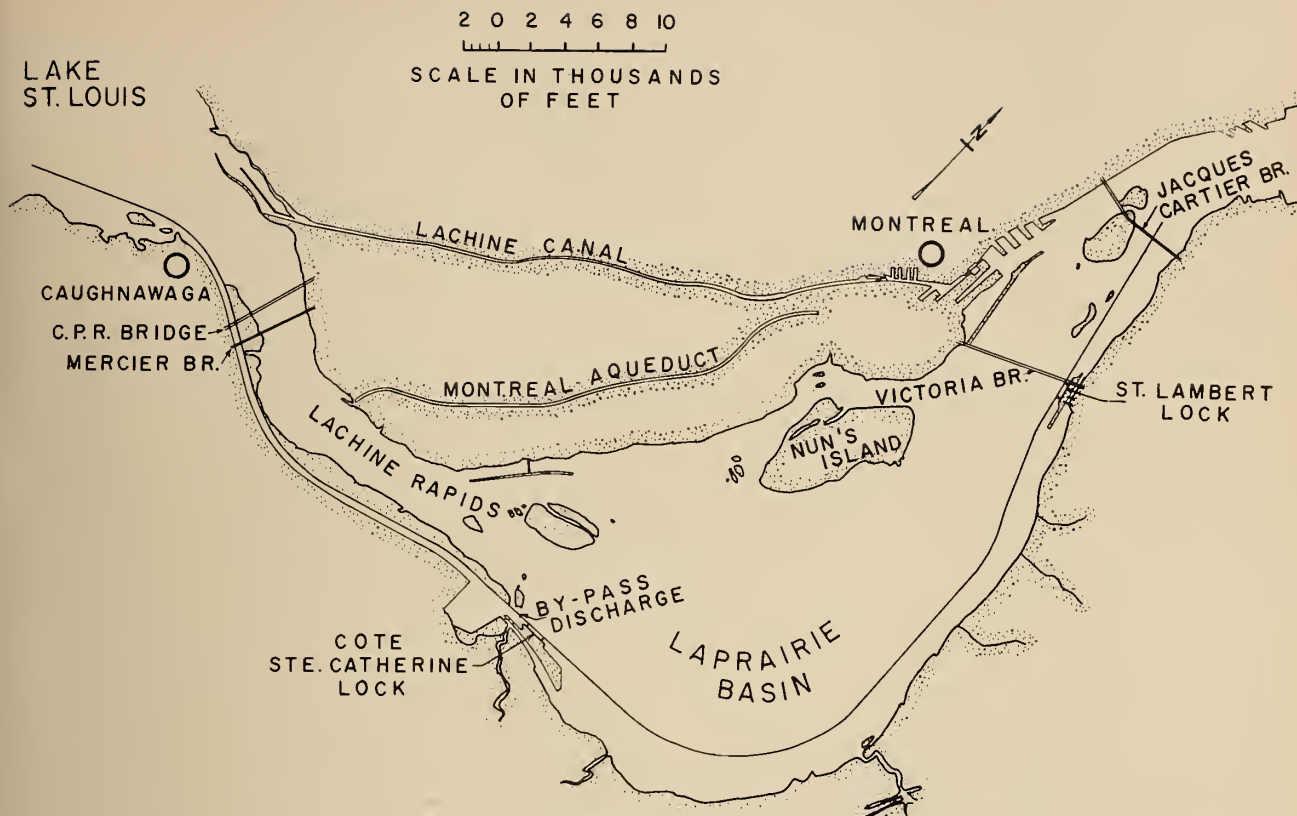 2 0 2 4 6 8 10
SCALE IN THOUSANDS
OF FEET
LAKE
ST. LOUIS
N
JACQUES
CARTIER BR.
MONTREAL
LACHINE CANAL
CAUGHNAWAGA
C.P.R. BRIDGE
MERCIER BR.
MONTREAL AQUEDUCT
VICTORIA BR.
ST. LAMBERT
LOCK
LACHINE RAPIDS
NUN'S
ISLAND
BY-PASS
DISCHARGE
COTE
STE. CATHERINE
LOCK
LAPRAIRIE
BASIN